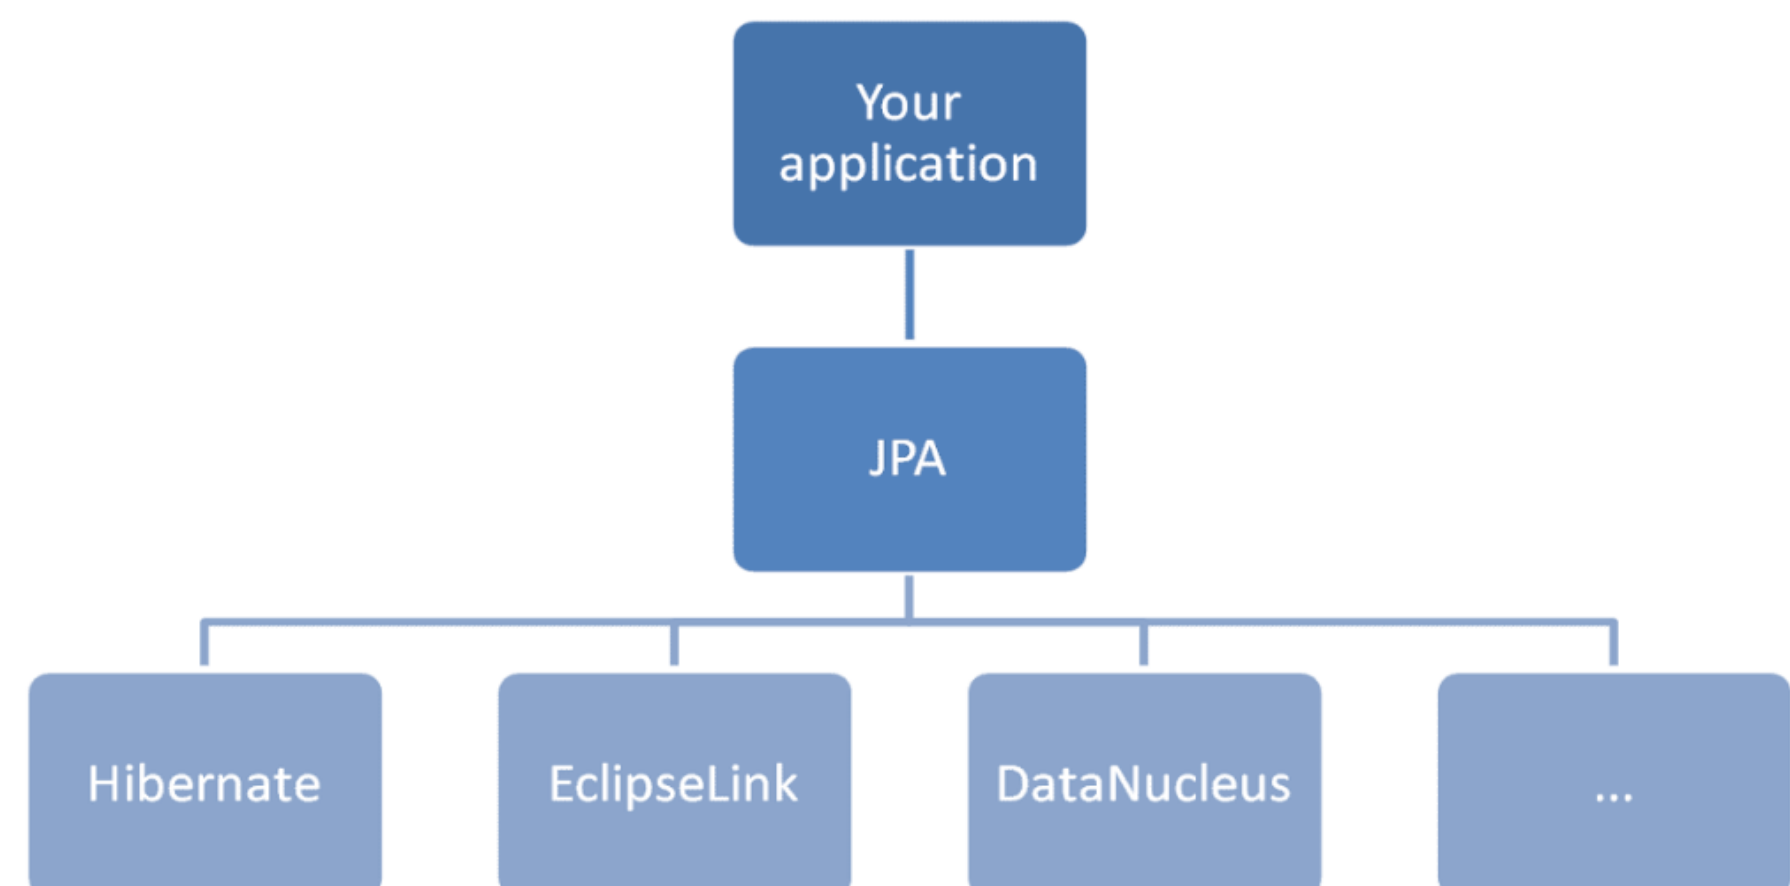 Your
application
JPA
Hibernate
EclipseLink
DataNucleus
...